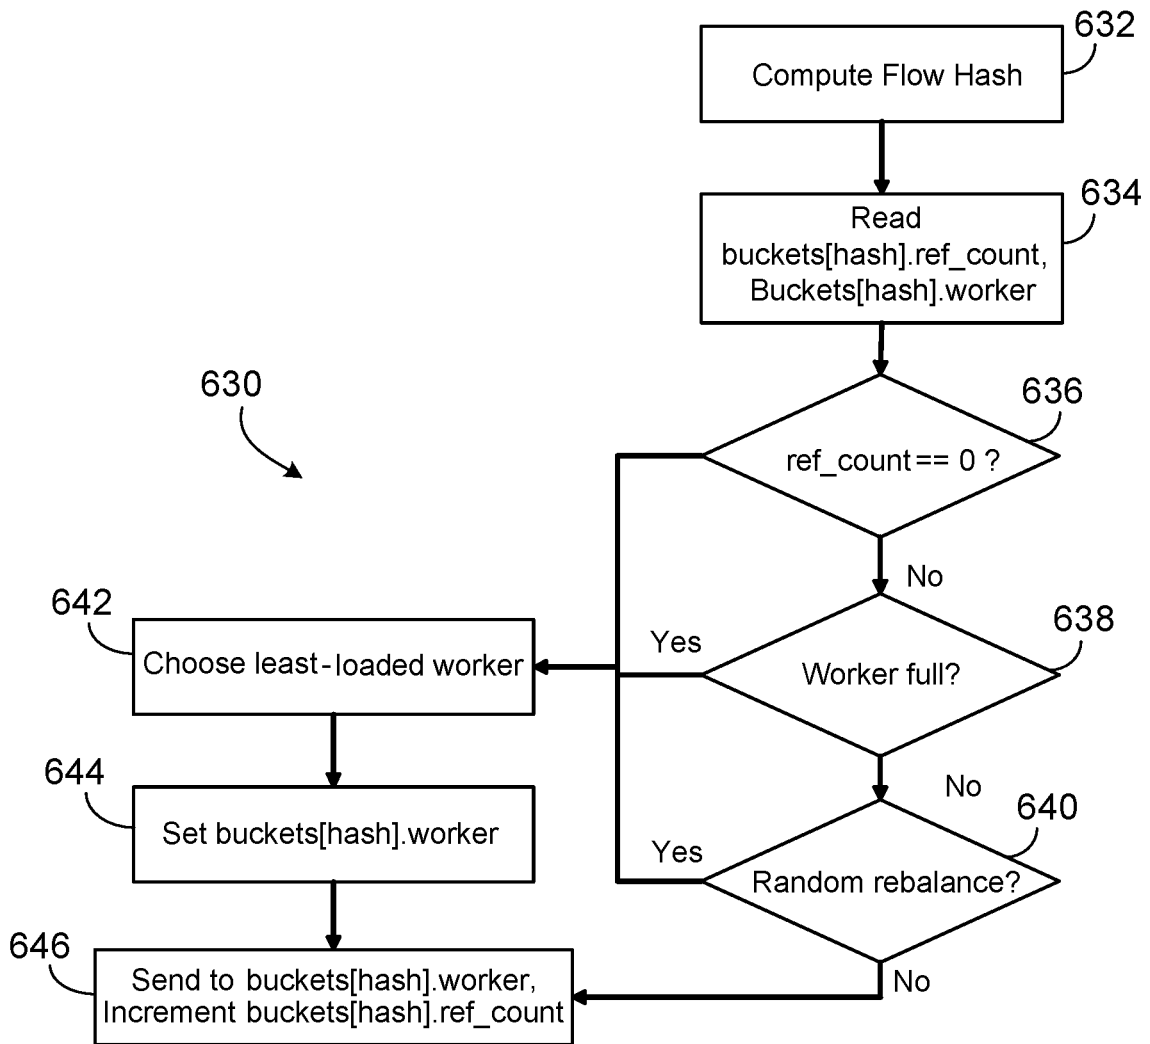 632
Compute Flow Hash
634
Read
buckets[hash].ref_count,
Buckets[hash].worker
630
636
ref_count == 0 ?
No
642
638
Yes
Choose least-loaded worker
Worker full?
644
No
640
Set buckets[hash].worker
Yes
Random rebalance?
646
Send to buckets[hash].worker,
Increment buckets[hash].ref_count
No